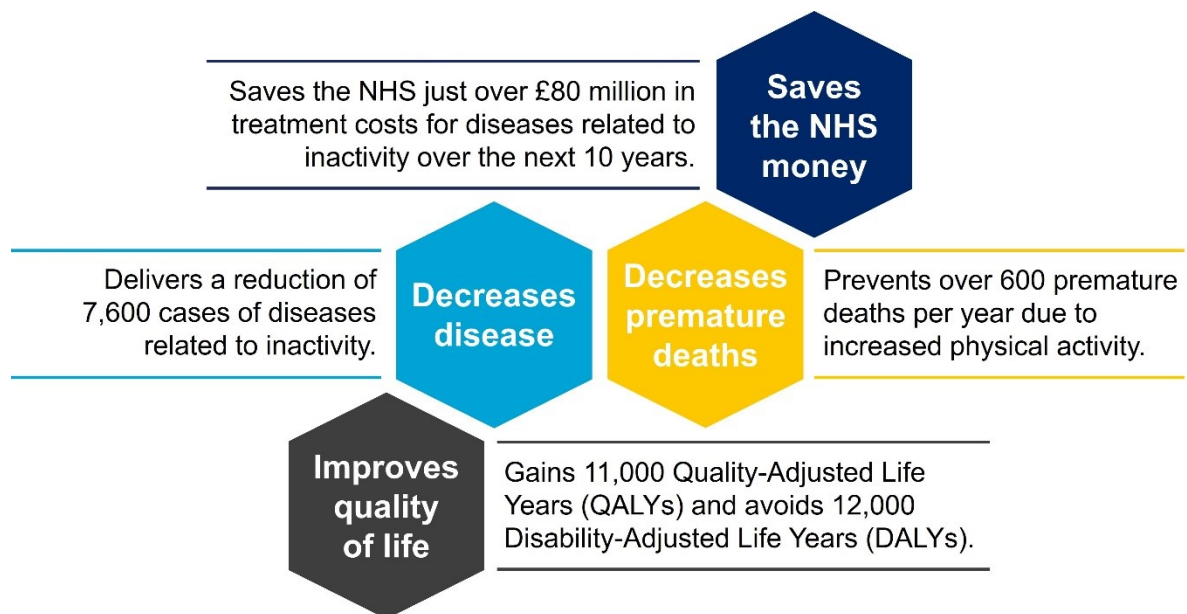 Saves the NHS just over £80 million in
treatment costs for diseases related to
inactivity over the next 10 years.
Saves
the NHS
money
Delivers a reduction of
7,600 cases of diseases
related to inactivity.
Decreases
disease
Decreases
premature
deaths
Prevents over 600 premature
deaths per year due to
increased physical activity.
Improves
quality
of life
Gains 11,000 Quality-Adjusted Life
Years (QALYs) and avoids 12,000
Disability-Adjusted Life Years (DALYs).